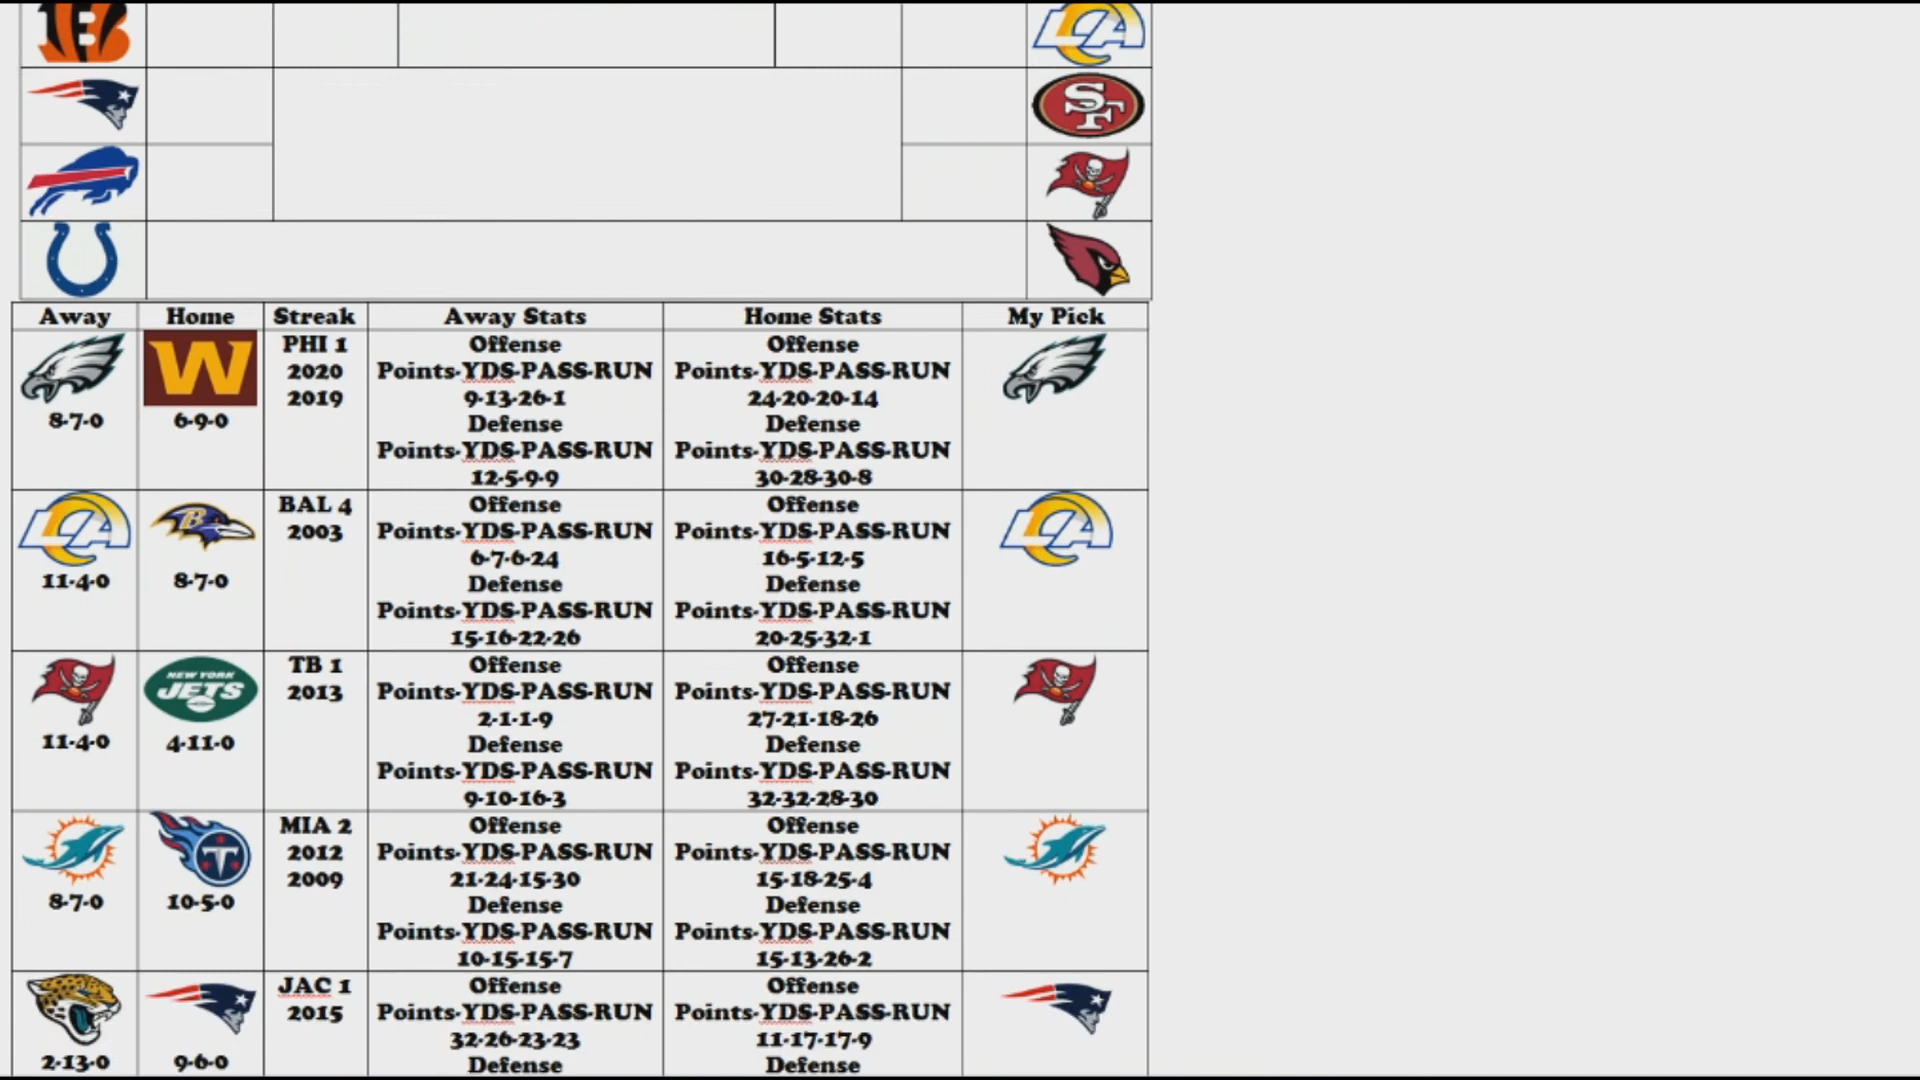 B
LA
SF
Away Home Streak Away Stats Home Stats My Pick
W
8-7-0
6-9-0
PHI 1
2020
2019
Offense
Points-YDS-PASS-RUN
9-13-26-1
Defense
Points-YDS-PASS-RUN
12-5-9-9
Offense
Points-YDS-PASS-RUN
24-20-20-14
Defense
Points-YDS-PASS-RUN
30-28-30-8
LA
11-4-0
B
8-7-0
BAL 4
2003
Offense
Points-YDS-PASS-RUN
6-7-6-24
Defense
Points-YDS-PASS-RUN
15-16-22-26
Offense
Points-YDS-PASS-RUN
16-5-12-5
Defense
Points-YDS-PASS-RUN
20-25-32-1
LA
11-4-0
NEW YORK
JETS
4-11-0
TB 1
2013
Offense
Points-YDS-PASS-RUN
2-1-1-9
Defense
Points-YDS-PASS-RUN
9-10-16-3
Offense
Points-YDS-PASS-RUN
27-21-18-26
Defense
Points-YDS-PASS-RUN
32-32-28-30
8-7-0
T
10-5-0
MIA 2
2012
2009
Offense
Points-YDS-PASS-RUN
21-24-15-30
Defense
Points-YDS-PASS-RUN
10-15-15-7
Offense
Points-YDS-PASS-RUN
15-18-25-4
Defense
Points-YDS-PASS-RUN
15-13-26-2
2-13-0
9-6-0
JAC 1
2015
Offense
Points-YDS-PASS-RUN
32-26-23-23
Defense
Offense
Points-YDS-PASS-RUN
11-17-17-9
Defense